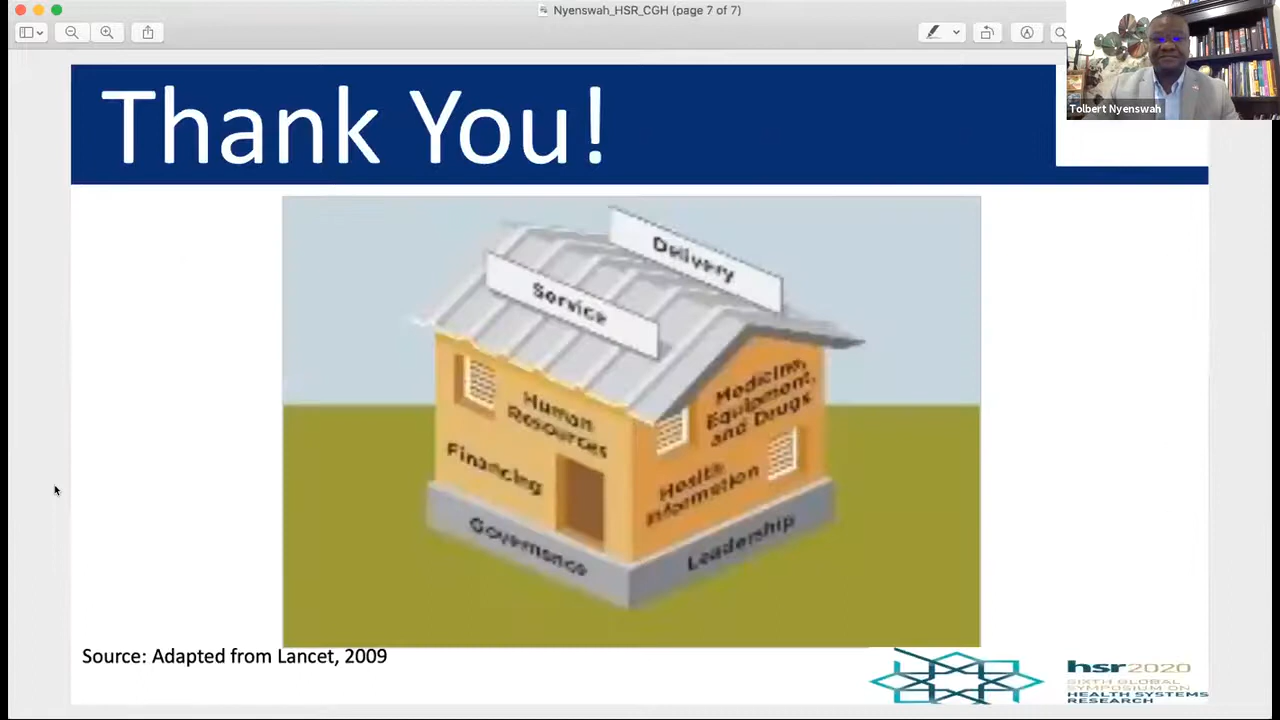 Nyenswah_HSR_CGH (page 7 of 7)
Tolbert Nyenswah
Thank You!
Delivery
Service
Human
Resources
Financing
Medicine,
Equipment,
and Drugs
Health
Information
Governance
Leadership
Source: Adapted from Lancet, 2009
hsr2020
SIXTH GLOBAL
SYMPOSIUM ON
HEALTH SYSTEMS
RESEARCH